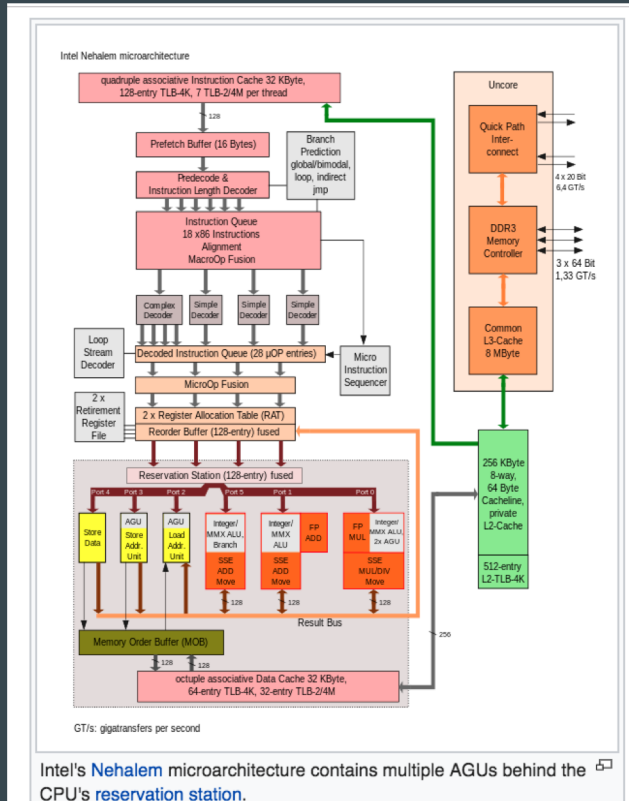 Intel Nehalem microarchitecture
quadruple associative Instruction Cache 32 KByte,
128-entry TLB-4K, 7 TLB-2/4M per thread
128
Prefetch Buffer (16 Bytes)
Predecode &
Instruction Length Decoder
Branch
Prediction
global/bimodal,
loop, indirect
jmp
Instruction Queue
18 x86 Instructions
Alignment
MacroOp Fusion
Complex
Decoder
Simple
Decoder
Simple
Decoder
Simple
Decoder
Loop
Stream
Decoder
Decoded Instruction Queue (28 µOP entries)
Micro
Instruction
Sequencer
MicroOp Fusion
2 x
Retirement
Register
File
2 x Register Allocation Table (RAT)
Reorder Buffer (128-entry) fused
Reservation Station (128-entry) fused
Port 4
Port 3
Port 2
Port 5
Port 1
Port 0
Store
Data
AGU
Store
Addr.
Unit
AGU
Load
Addr.
Unit
Integer/
MMX ALU,
Branch
SSE
ADD
Move
Integer/
MMX
ALU
FP
ADD
SSE
ADD
Move
FP
MUL
Integer/
MMX ALU,
2x AGU
SSE
MUL/DIV
Move
128
128
128
Result Bus
Memory Order Buffer (MOB)
128
128
octuple associative Data Cache 32 KByte,
64-entry TLB-4K, 32-entry TLB-2/4M
256
Uncore
Quick Path
Inter-
connect
4 x 20 Bit
6,4 GT/s
DDR3
Memory
Controller
3 x 64 Bit
1,33 GT/s
Common
L3-Cache
8 MByte
256 KByte
8-way,
64 Byte
Cacheline,
private
L2-Cache
512-entry
L2-TLB-4K
GT/s: gigatransfers per second
Intel's Nehalem microarchitecture contains multiple AGUs behind the
CPU's reservation station.